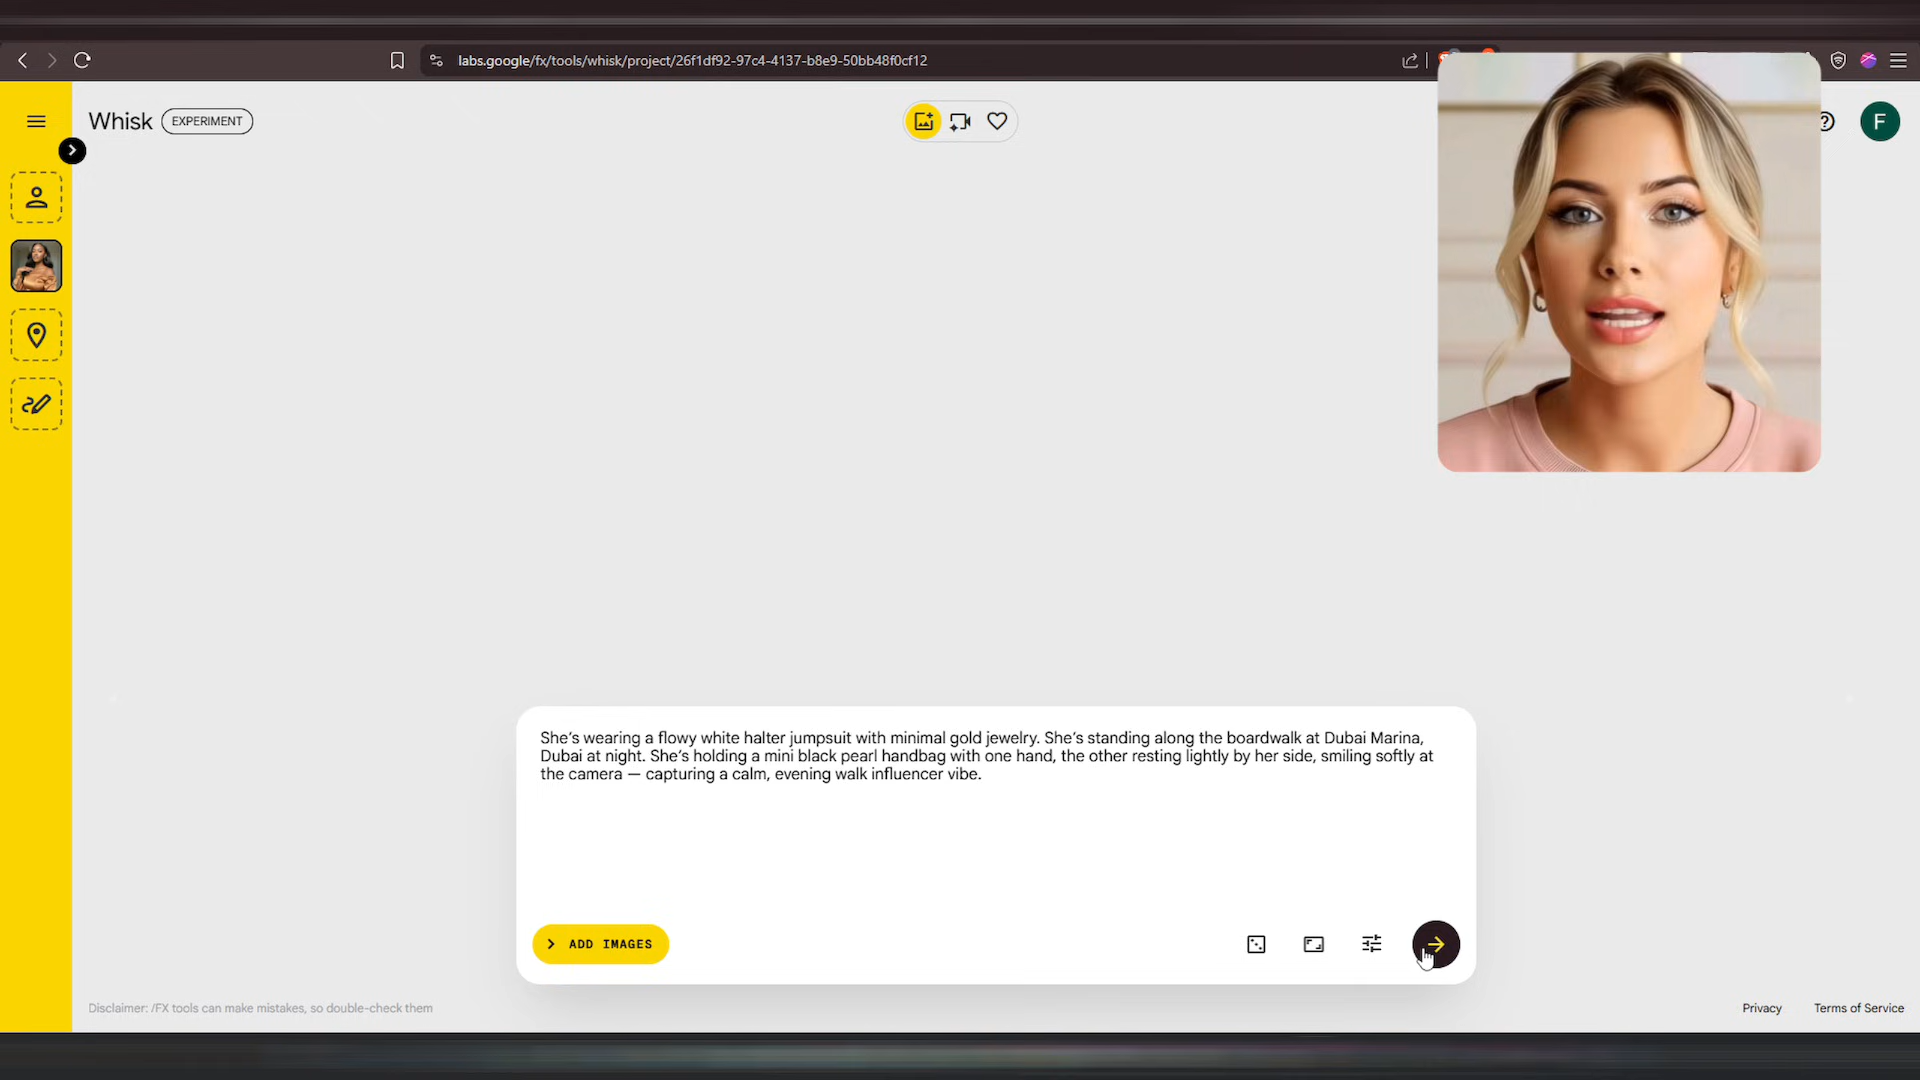 labs.google/fx/tools/whisk/project/26f1df92-97c4-4137-b8e9-50bb48f0cf12
Whisk EXPERIMENT
F
She's wearing a flowy white halter jumpsuit with minimal gold jewelry. She's standing along the boardwalk at Dubai Marina,
Dubai at night. She's holding a mini black pearl handbag with one hand, the other resting lightly by her side, smiling softly at
the camera — capturing a calm, evening walk influencer vibe.
ADD IMAGES
Disclaimer: /FX tools can make mistakes, so double-check them
Privacy Terms of Service